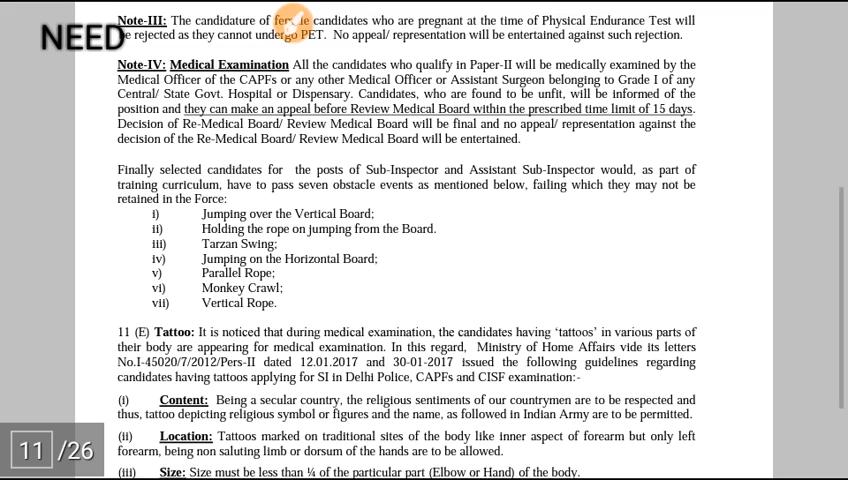 Note-III: The candidature of female candidates who are pregnant at the time of Physical Endurance Test will
NEED
be rejected as they cannot undergo PET. No appeal/ representation will be entertained against such rejection.
Note-IV: Medical Examination All the candidates who qualify in Paper-II will be medically examined by the
Medical Officer of the CAPFs or any other Medical Officer or Assistant Surgeon belonging to Grade I of any
Central/ State Govt. Hospital or Dispensary. Candidates, who are found to be unfit, will be informed of the
position and they can make an appeal before Review Medical Board within the prescribed time limit of 15 days.
Decision of Re-Medical Board/ Review Medical Board will be final and no appeal/ representation against the
decision of the Re-Medical Board/ Review Medical Board will be entertained.
Finally selected candidates for the posts of Sub-Inspector and Assistant Sub-Inspector would, as part of
training curriculum, have to pass seven obstacle events as mentioned below, failing which they may not be
retained in the Force:
i) Jumping over the Vertical Board;
ii) Holding the rope on jumping from the Board.
iii) Tarzan Swing;
iv) Jumping on the Horizontal Board;
v) Parallel Rope;
vi) Monkey Crawl;
vii) Vertical Rope.
11 (E) Tattoo: It is noticed that during medical examination, the candidates having ‘tattoos’ in various parts of
their body are appearing for medical examination. In this regard, Ministry of Home Affairs vide its letters
No.I-45020/7/2012/Pers-II dated 12.01.2017 and 30-01-2017 issued the following guidelines regarding
candidates having tattoos applying for SI in Delhi Police, CAPFs and CISF examination:-
(i) Content: Being a secular country, the religious sentiments of our countrymen are to be respected and
thus, tattoo depicting religious symbol or figures and the name, as followed in Indian Army are to be permitted.
(ii) Location: Tattoos marked on traditional sites of the body like inner aspect of forearm but only left
forearm, being non saluting limb or dorsum of the hands are to be allowed.
(iii) Size: Size must be less than ¼ of the particular part (Elbow or Hand) of the body.
11 /26